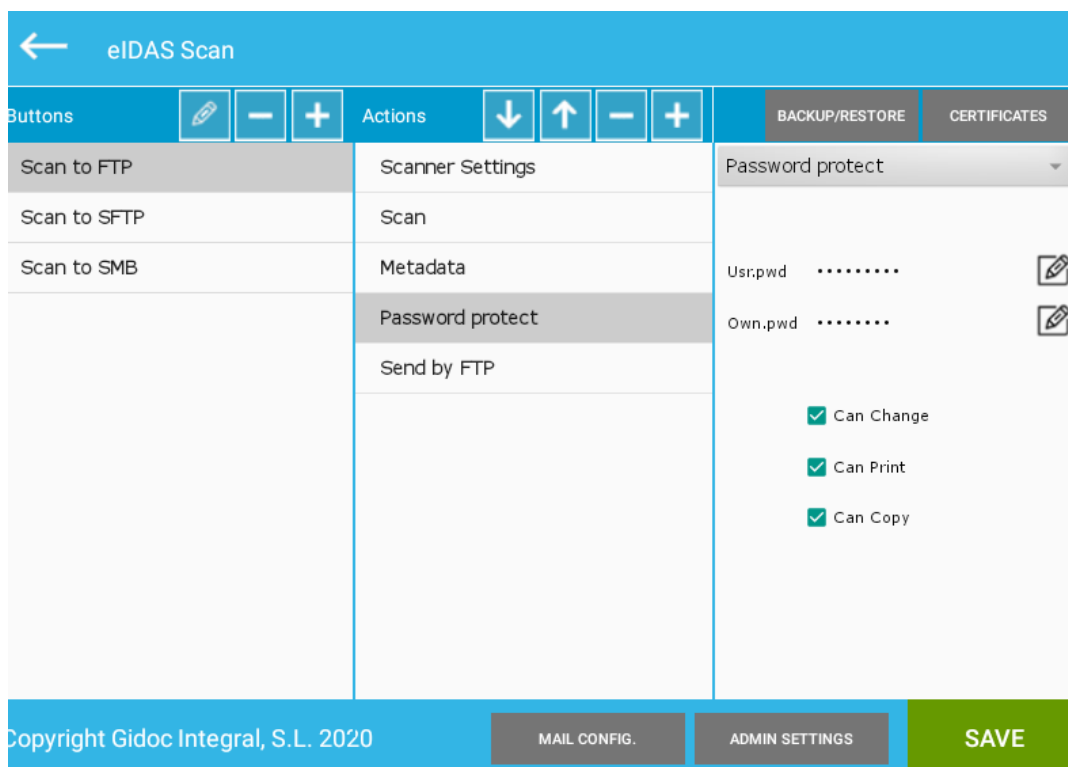 eIDAS Scan
Buttons
Actions
BACKUP/RESTORE
CERTIFICATES
Scan to FTP
Scan to SFTP
Scan to SMB
Scanner Settings
Scan
Metadata
Password protect
Send by FTP
Password protect
Usr.pwd •••••••••
Own.pwd ••••••••
Can Change
Can Print
Can Copy
Copyright Gidoc Integral, S.L. 2020
MAIL CONFIG.
ADMIN SETTINGS
SAVE